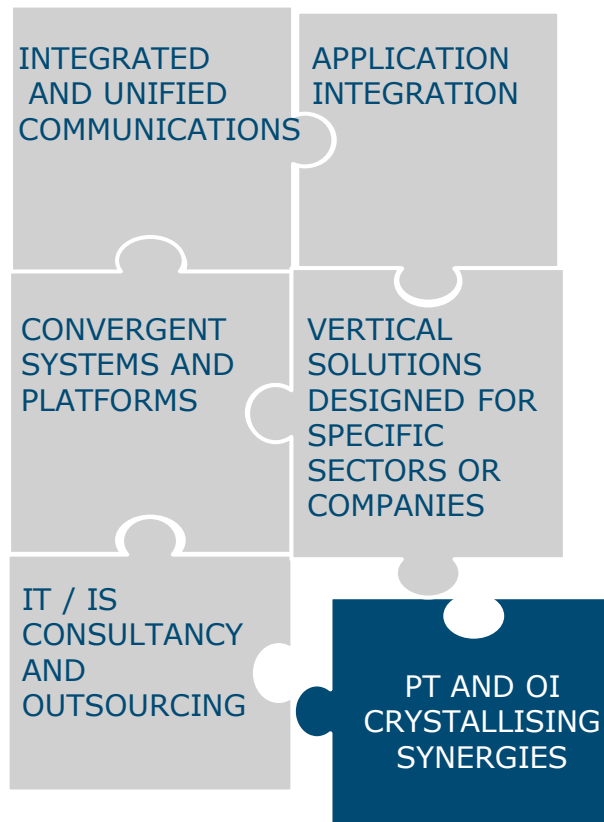 INTEGRATED
AND UNIFIED
COMMUNICATIONS
APPLICATION
INTEGRATION
CONVERGENT
SYSTEMS AND
PLATFORMS
VERTICAL
SOLUTIONS
DESIGNED FOR
SPECIFIC
SECTORS OR
COMPANIES
IT / IS
CONSULTANCY
AND
OUTSOURCING
PT AND OI
CRYSTALLISING
SYNERGIES